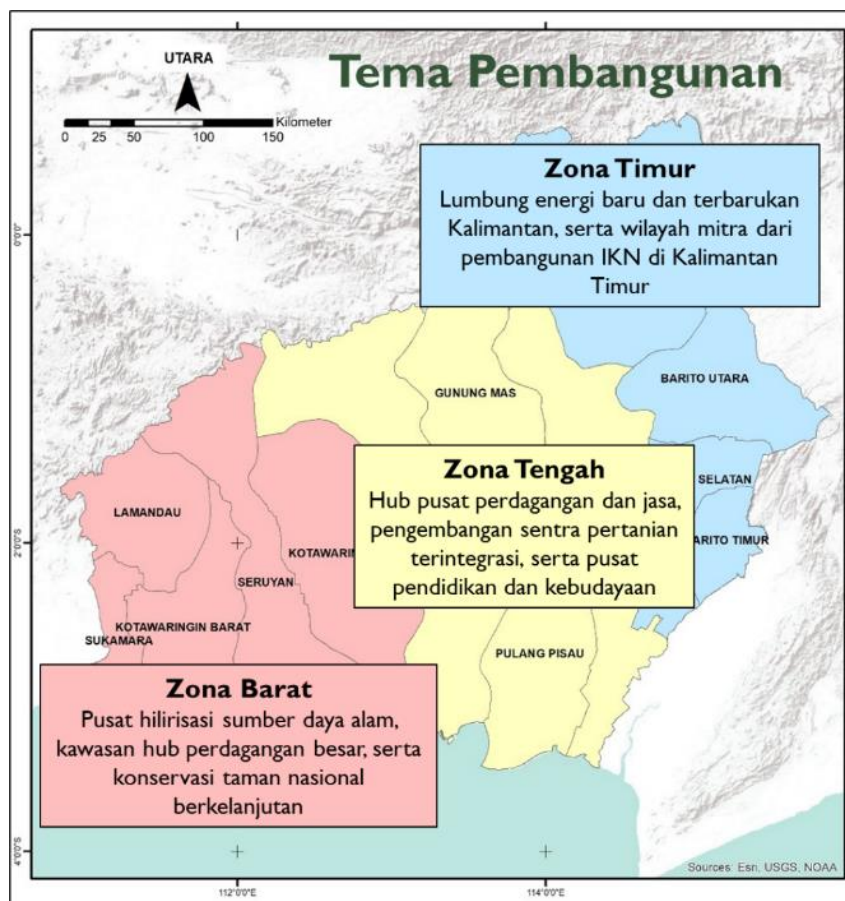 Tema Pembangunan
UTARA
Kilometer
0 25 50 100 150
Zona Timur
Lumbung energi baru dan terbarukan
Kalimantan, serta wilayah mitra dari
pembangunan IKN di Kalimantan
Timur
0°0'0"
BARITO UTARA
GUNUNG MAS
Zona Tengah
Hub pusat perdagangan dan jasa,
pengembangan sentra pertanian
terintegrasi, serta pusat
pendidikan dan kebudayaan
SELATAN
LAMANDAU
2°0'0"S
KOTAWARIN
ARITO TIMUR
SERUYAN
KOTAWARINGIN BARAT
SUKAMARA
PULANG PISAU
Zona Barat
Pusat hilirisasi sumber daya alam,
kawasan hub perdagangan besar, serta
konservasi taman nasional
berkelanjutan
4°0'0"S
Sources: Esri, USGS, NOAA
112°0'0"E 114°0'0"E